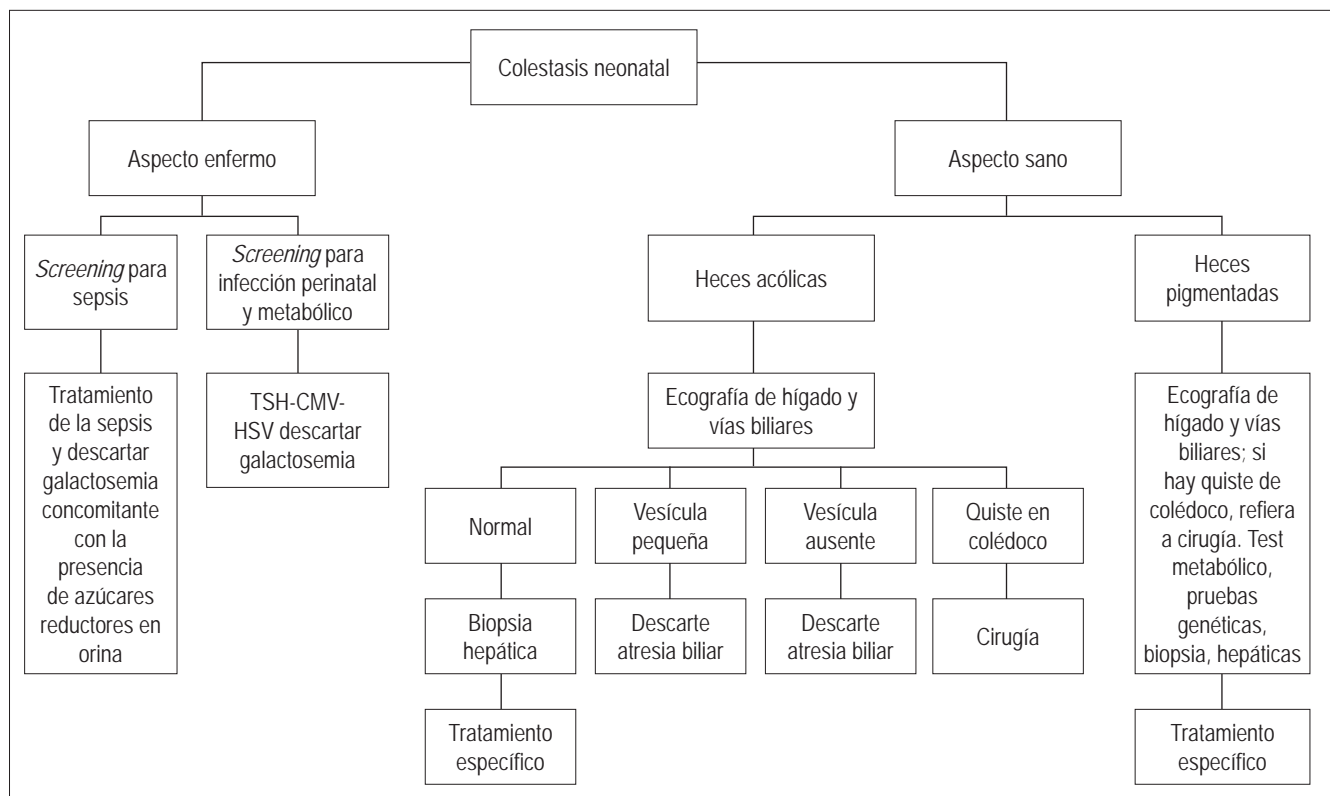 Colestasis neonatal
Aspecto enfermo
Aspecto sano
Screening para
sepsis
Screening para
infección perinatal
y metabólico
Heces acólicas
Heces
pigmentadas
Tratamiento
de la sepsis
y descartar
galactosemia
concomitante
con la
presencia
de azúcares
reductores en
orina
TSH-CMV-
HSV descartar
galactosemia
Ecografía de hígado y
vías biliares
Ecografía de
hígado y vías
biliares; si
hay quiste de
colédoco, refiera
a cirugía. Test
metabólico,
pruebas
genéticas,
biopsia, hepáticas
Normal
Vesícula
pequeña
Vesícula
ausente
Quiste en
colédoco
Biopsia
hepática
Descarte
atresia biliar
Descarte
atresia biliar
Cirugía
Tratamiento
específico
Tratamiento
específico